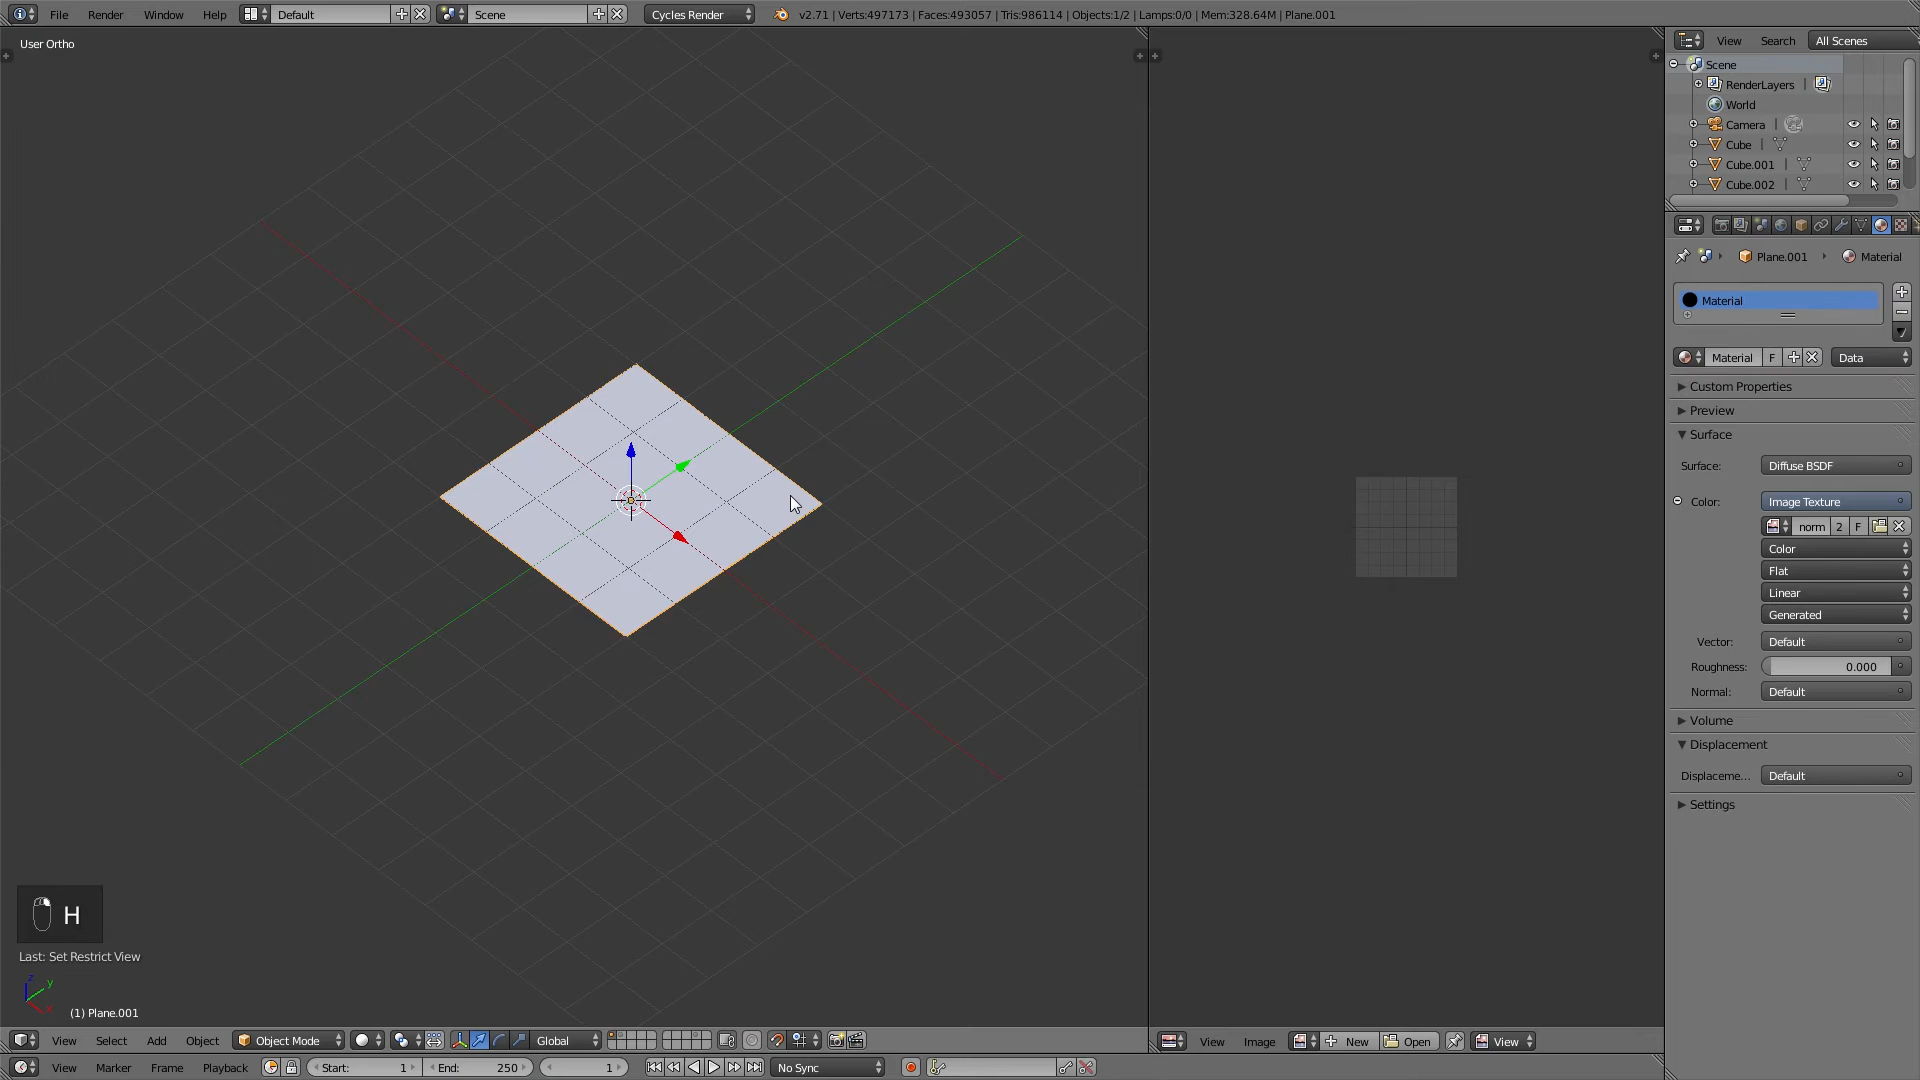 File Render Window Help Default Scene Cycles Render v2.71 | Verts:497173 | Faces:493057 | Tris:986114 | Objects:1/2 | Lamps:0/0 | Mem:328.64M | Plane.001
User Ortho
View Search All Scenes
Scene
RenderLayers
World
Camera
Cube
Cube.001
Cube.002
Plane.001 Material
Material
Material F Data
Custom Properties
Preview
Surface
Surface: Diffuse BSDF
Color: Image Texture
norm 2 F
Color
Flat
Linear
Generated
Vector: Default
Roughness: 0.000
Normal: Default
Volume
Displacement
Displaceme... Default
Settings
H
Last: Set Restrict View
z y x
(1) Plane.001
View Select Add Object Object Mode Global
View Image New Open View
View Marker Frame Playback Start: 1 End: 250 1 No Sync